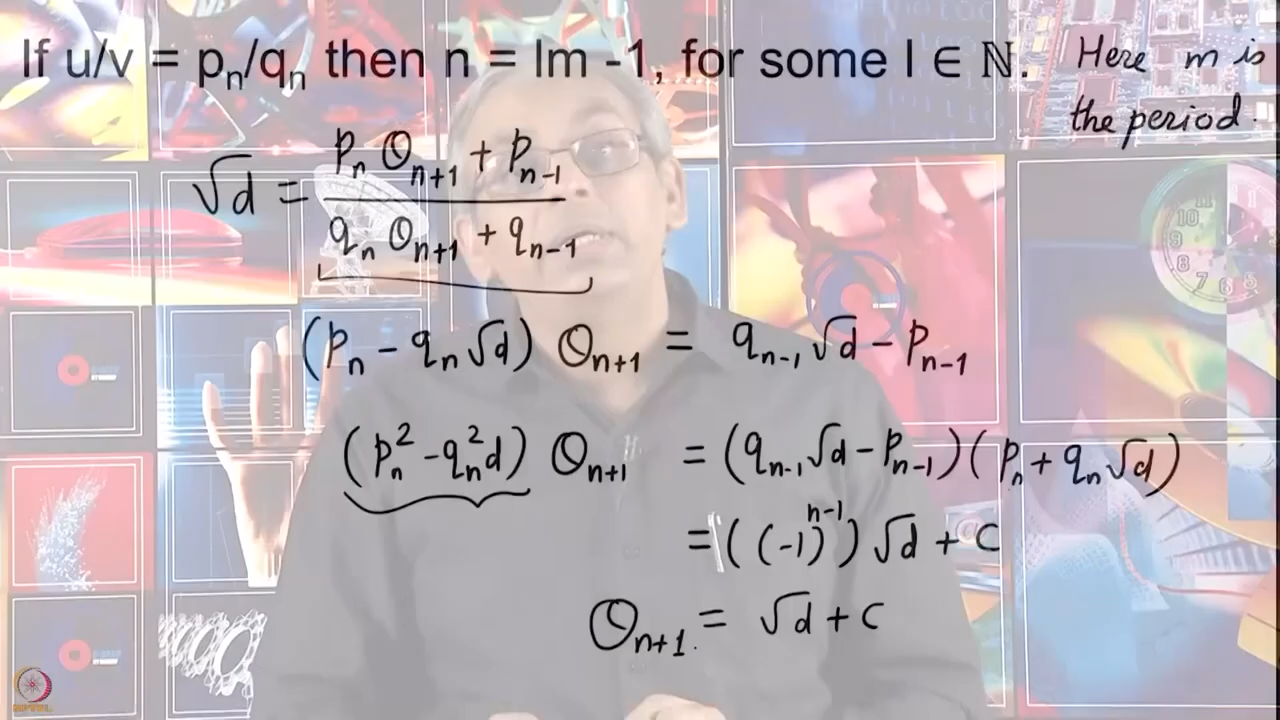 If u/v = pₙ/qₙ then n = lm -1, for some l ∈ ℕ. Here m is
the period.
√d = (pₙ θₙ₊₁ + pₙ₋₁) / (qₙ θₙ₊₁ + qₙ₋₁)
(pₙ - qₙ√d) θₙ₊₁ = qₙ₋₁√d - pₙ₋₁
(pₙ² - qₙ²d) θₙ₊₁ = (qₙ₋₁√d - pₙ₋₁)(pₙ + qₙ√d)
= ((-1)ⁿ⁻¹)√d + c
θₙ₊₁ = √d + c
NPTEL